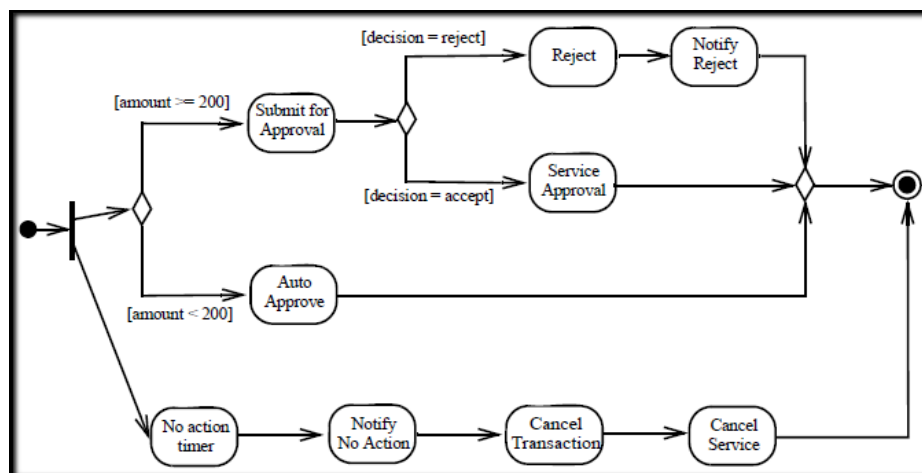 [decision = reject]
Reject
Notify
Reject
[amount >= 200]
Submit for
Approval
Service
Approval
[decision = accept]
Auto
Approve
[amount < 200]
No action
timer
Notify
No Action
Cancel
Transaction
Cancel
Service